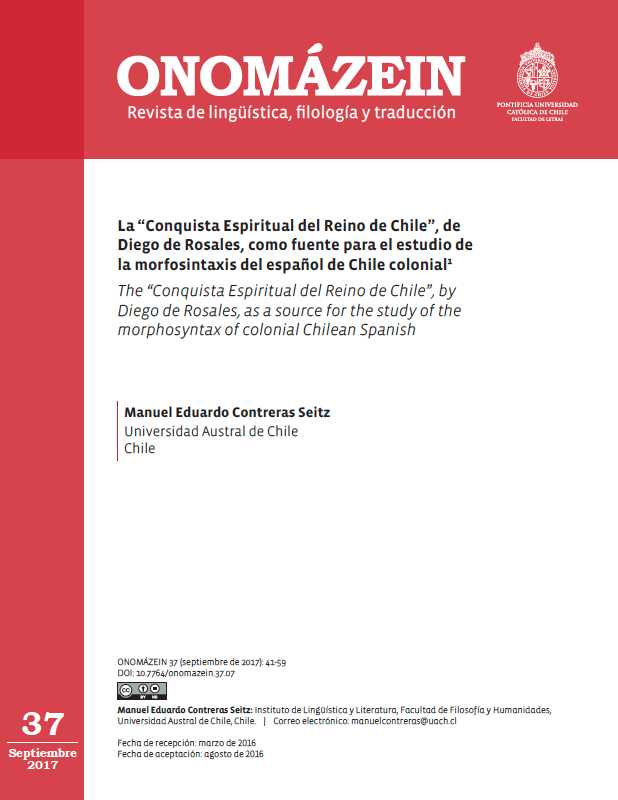 ONOMÁZEIN
Revista de lingüística, filología y traducción
PONTIFICIA UNIVERSIDAD
CATÓLICA DE CHILE
FACULTAD DE LETRAS
La “Conquista Espiritual del Reino de Chile”, de
Diego de Rosales, como fuente para el estudio de
la morfosintaxis del español de Chile colonial¹
The “Conquista Espiritual del Reino de Chile”, by
Diego de Rosales, as a source for the study of the
morphosyntax of colonial Chilean Spanish
Manuel Eduardo Contreras Seitz
Universidad Austral de Chile
Chile
ONOMÁZEIN 37 (septiembre de 2017): 41-59
DOI: 10.7764/onomazein.37.07
cc
BY
Manuel Eduardo Contreras Seitz: Instituto de Lingüística y Literatura, Facultad de Filosofía y Humanidades,
Universidad Austral de Chile, Chile. | Correo electrónico: manuelcontreras@uach.cl
Fecha de recepción: marzo de 2016
Fecha de aceptación: agosto de 2016
37
Septiembre
2017